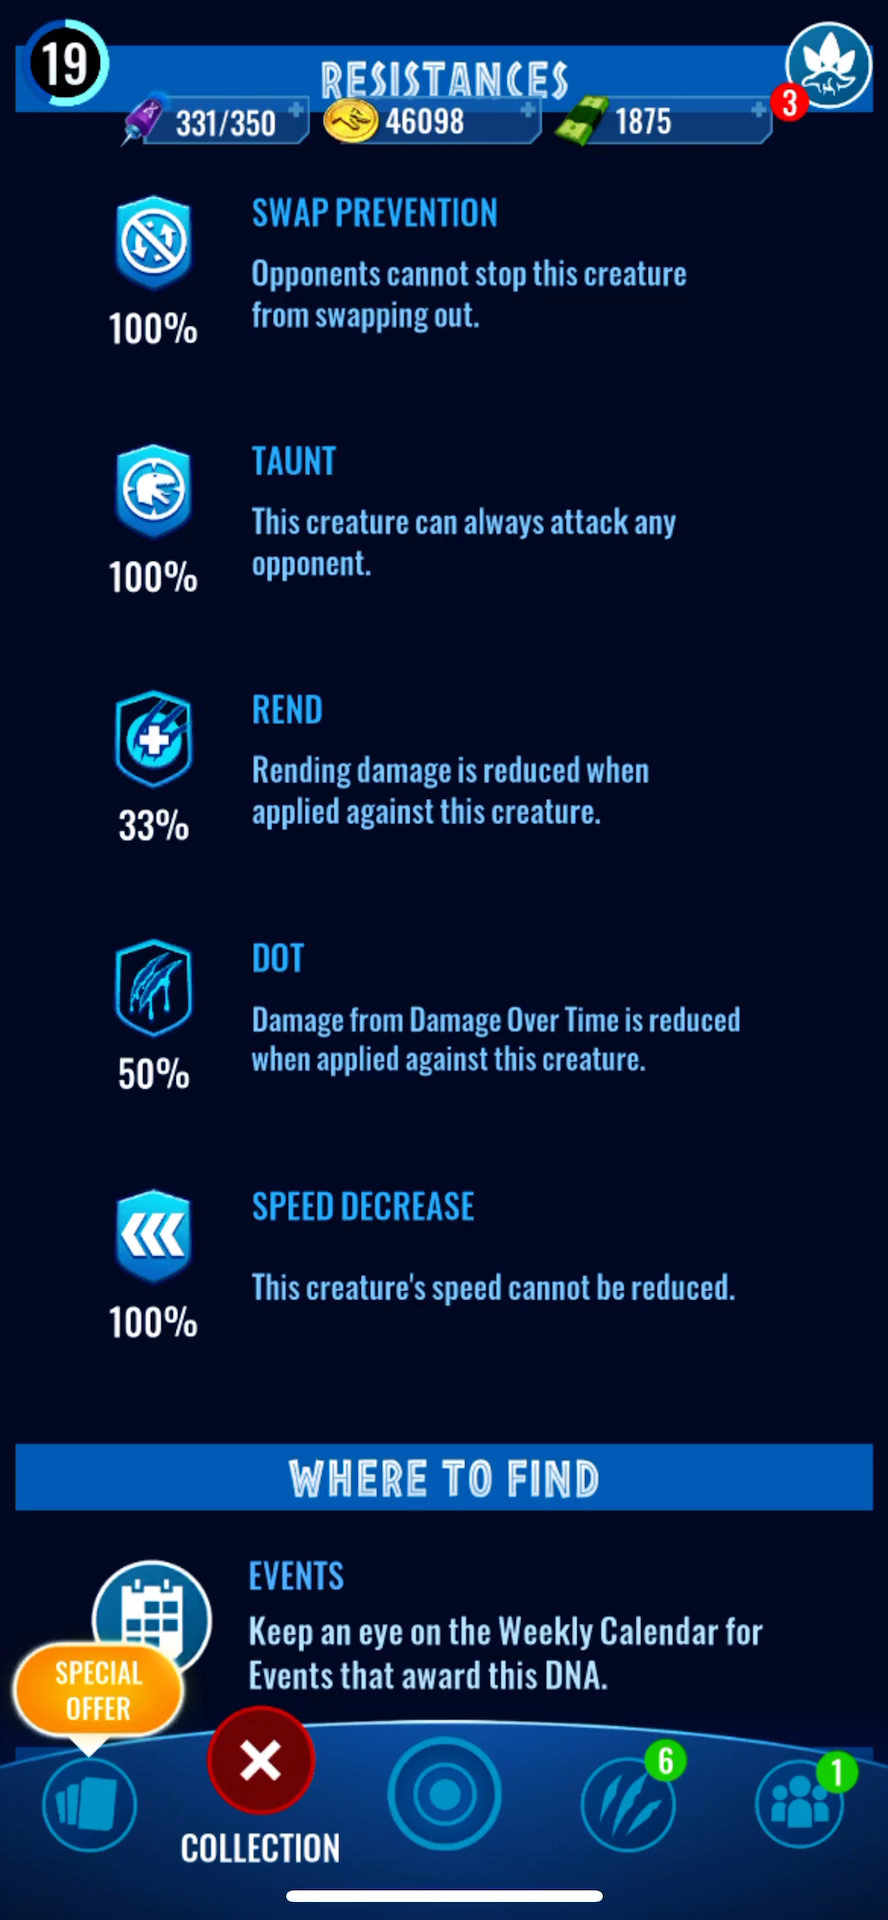 19
RESISTANCES
3
331/350
46098
1875
SWAP PREVENTION
Opponents cannot stop this creature
from swapping out.
100%
TAUNT
This creature can always attack any
opponent.
100%
REND
Rending damage is reduced when
applied against this creature.
33%
DOT
Damage from Damage Over Time is reduced
when applied against this creature.
50%
SPEED DECREASE
This creature's speed cannot be reduced.
100%
WHERE TO FIND
EVENTS
Keep an eye on the Weekly Calendar for
Events that award this DNA.
SPECIAL
OFFER
6
1
COLLECTION